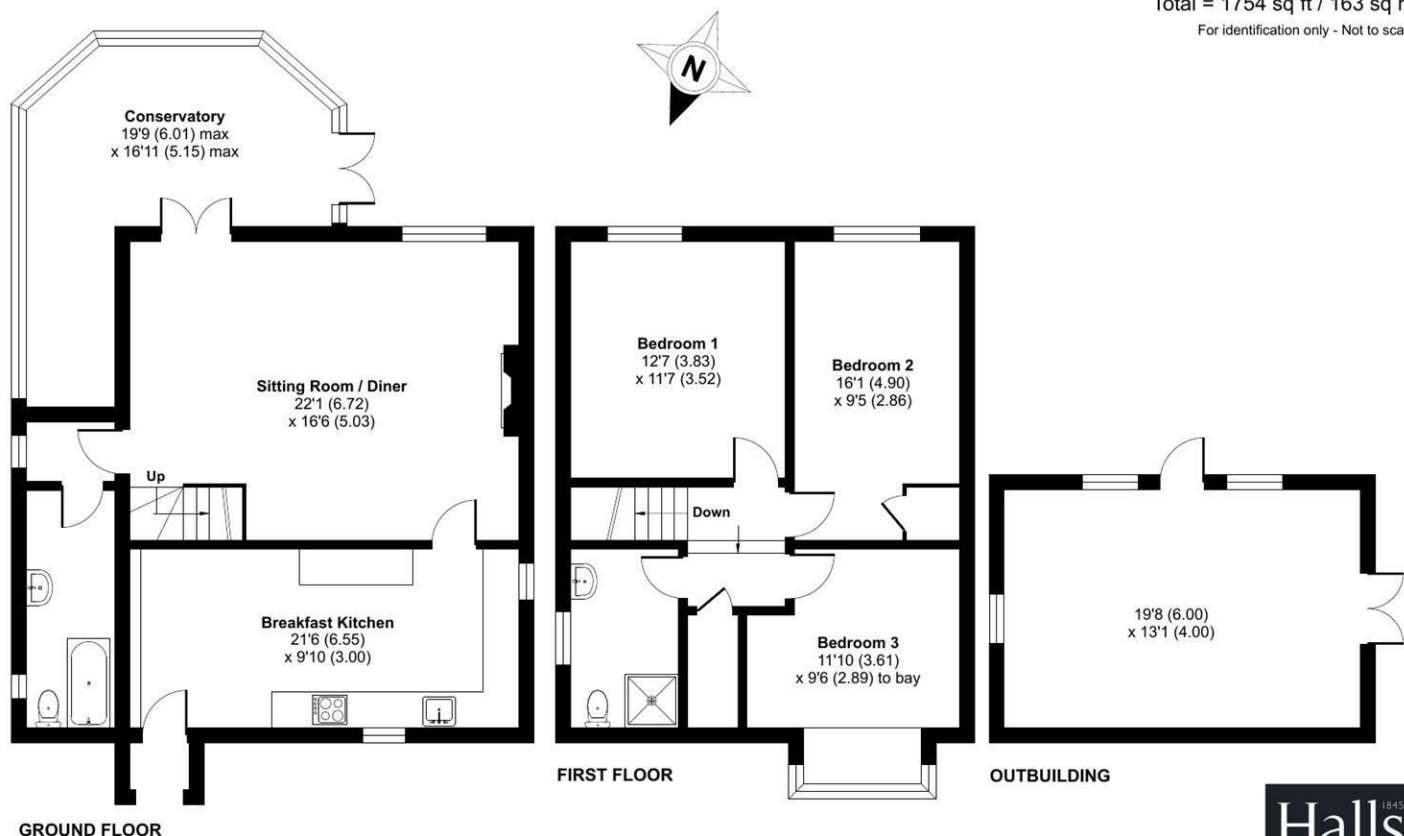 Total = 1754 sq ft / 163 sq
For identification only - Not to
N
Conservatory
19'9 (6.01) max
x 16'11 (5.15) max
Sitting Room / Diner
22'1 (6.72)
x 16'6 (5.03)
Up
Breakfast Kitchen
21'6 (6.55)
x 9'10 (3.00)
GROUND FLOOR
Bedroom 1
12'7 (3.83)
x 11'7 (3.52)
Bedroom 2
16'1 (4.90)
x 9'5 (2.86)
Down
Bedroom 3
11'10 (3.61)
x 9'6 (2.89) to bay
FIRST FLOOR
19'8 (6.00)
x 13'1 (4.00)
OUTBUILDING
Halls
1845